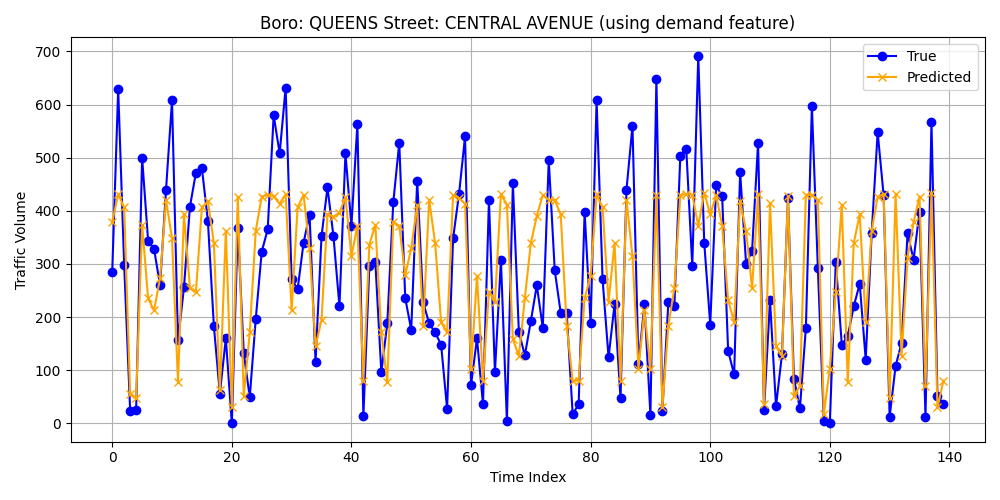 Boro: QUEENS Street: CENTRAL AVENUE (using demand feature)
True
Predicted
Traffic Volume
700
600
500
400
300
200
100
0
0 20 40 60 80 100 120 140
Time Index